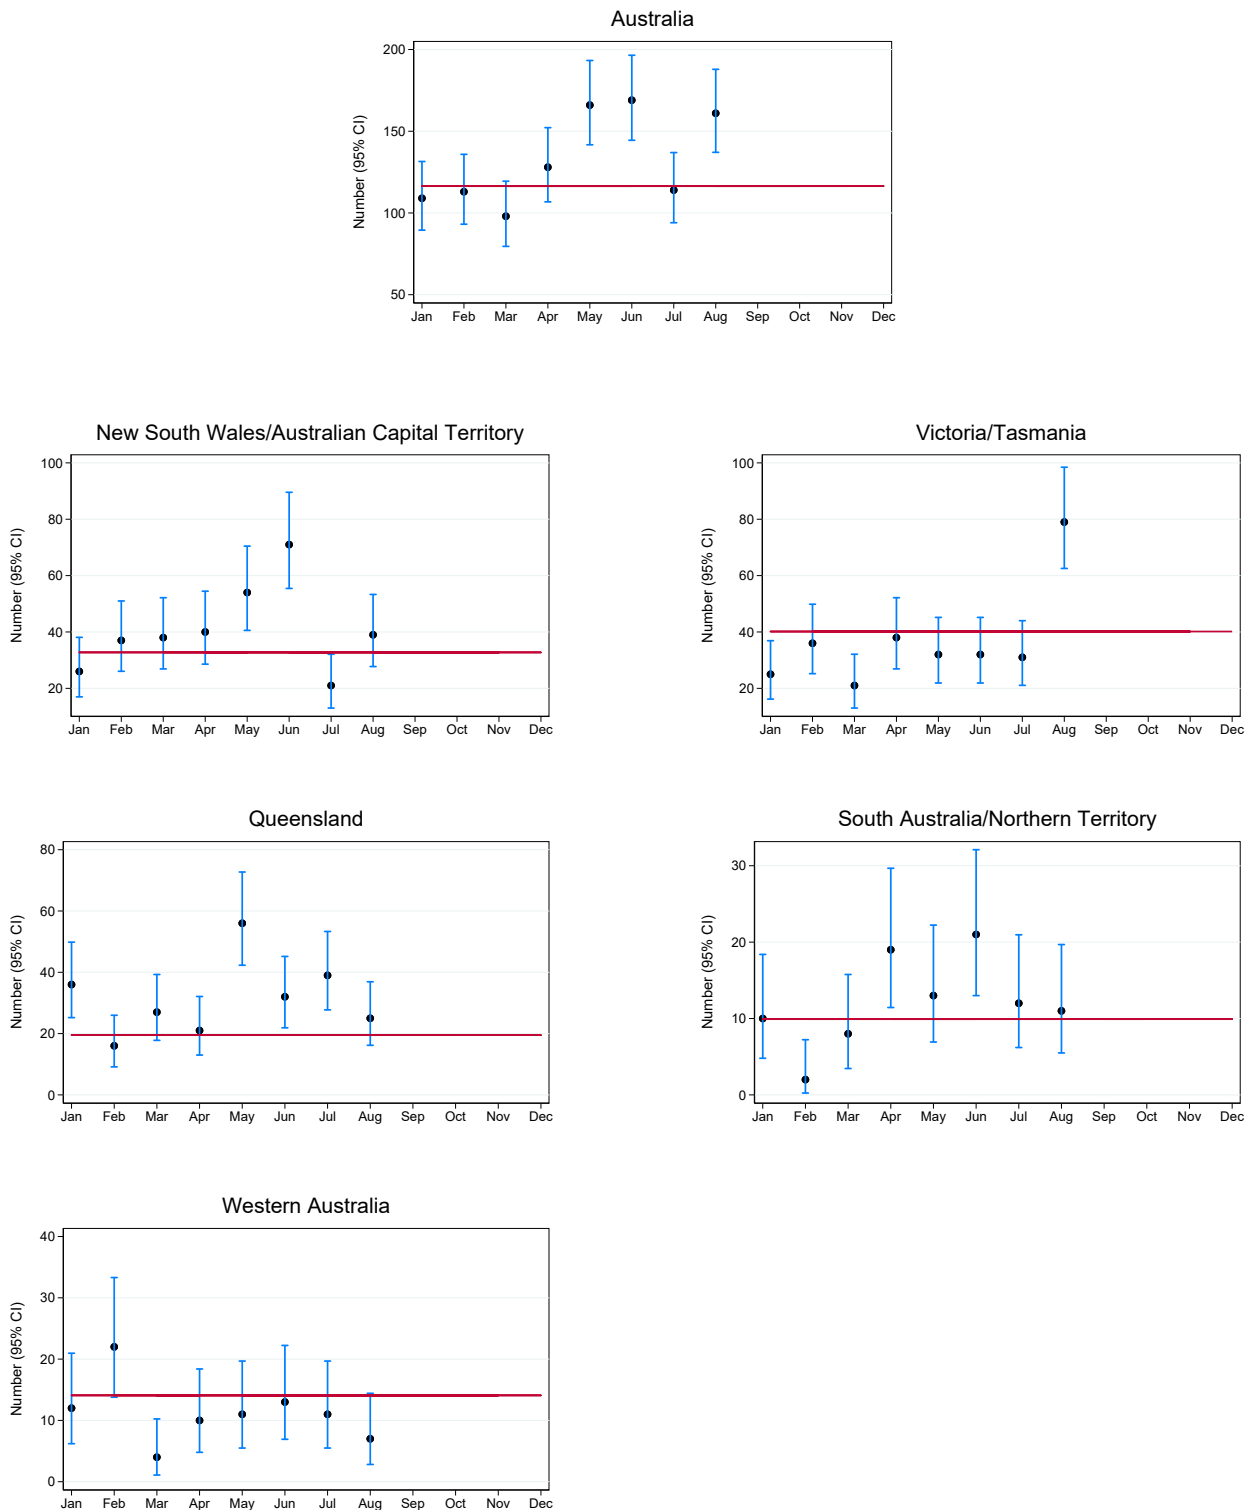 Australia
Number (95% CI)
200
150
100
50
Jan Feb Mar Apr May Jun Jul Aug Sep Oct Nov Dec
New South Wales/Australian Capital Territory
Number (95% CI)
100
80
60
40
20
Jan Feb Mar Apr May Jun Jul Aug Sep Oct Nov Dec
Victoria/Tasmania
Number (95% CI)
100
80
60
40
20
Jan Feb Mar Apr May Jun Jul Aug Sep Oct Nov Dec
Queensland
Number (95% CI)
80
60
40
20
0
Jan Feb Mar Apr May Jun Jul Aug Sep Oct Nov Dec
South Australia/Northern Territory
Number (95% CI)
30
20
10
0
Jan Feb Mar Apr May Jun Jul Aug Sep Oct Nov Dec
Western Australia
Number (95% CI)
40
30
20
10
0
Jan Feb Mar Apr May Jun Jul Aug Sep Oct Nov Dec